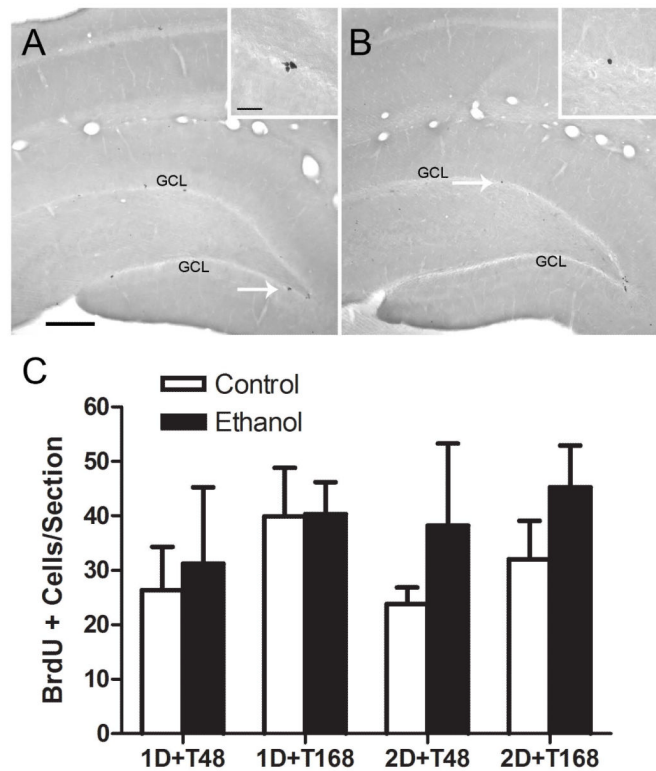 A
B
GCL
GCL
GCL
GCL
C
Control
Ethanol
60
50
40
30
20
10
0
BrdU + Cells/Section
1D+T48
1D+T168
2D+T48
2D+T168